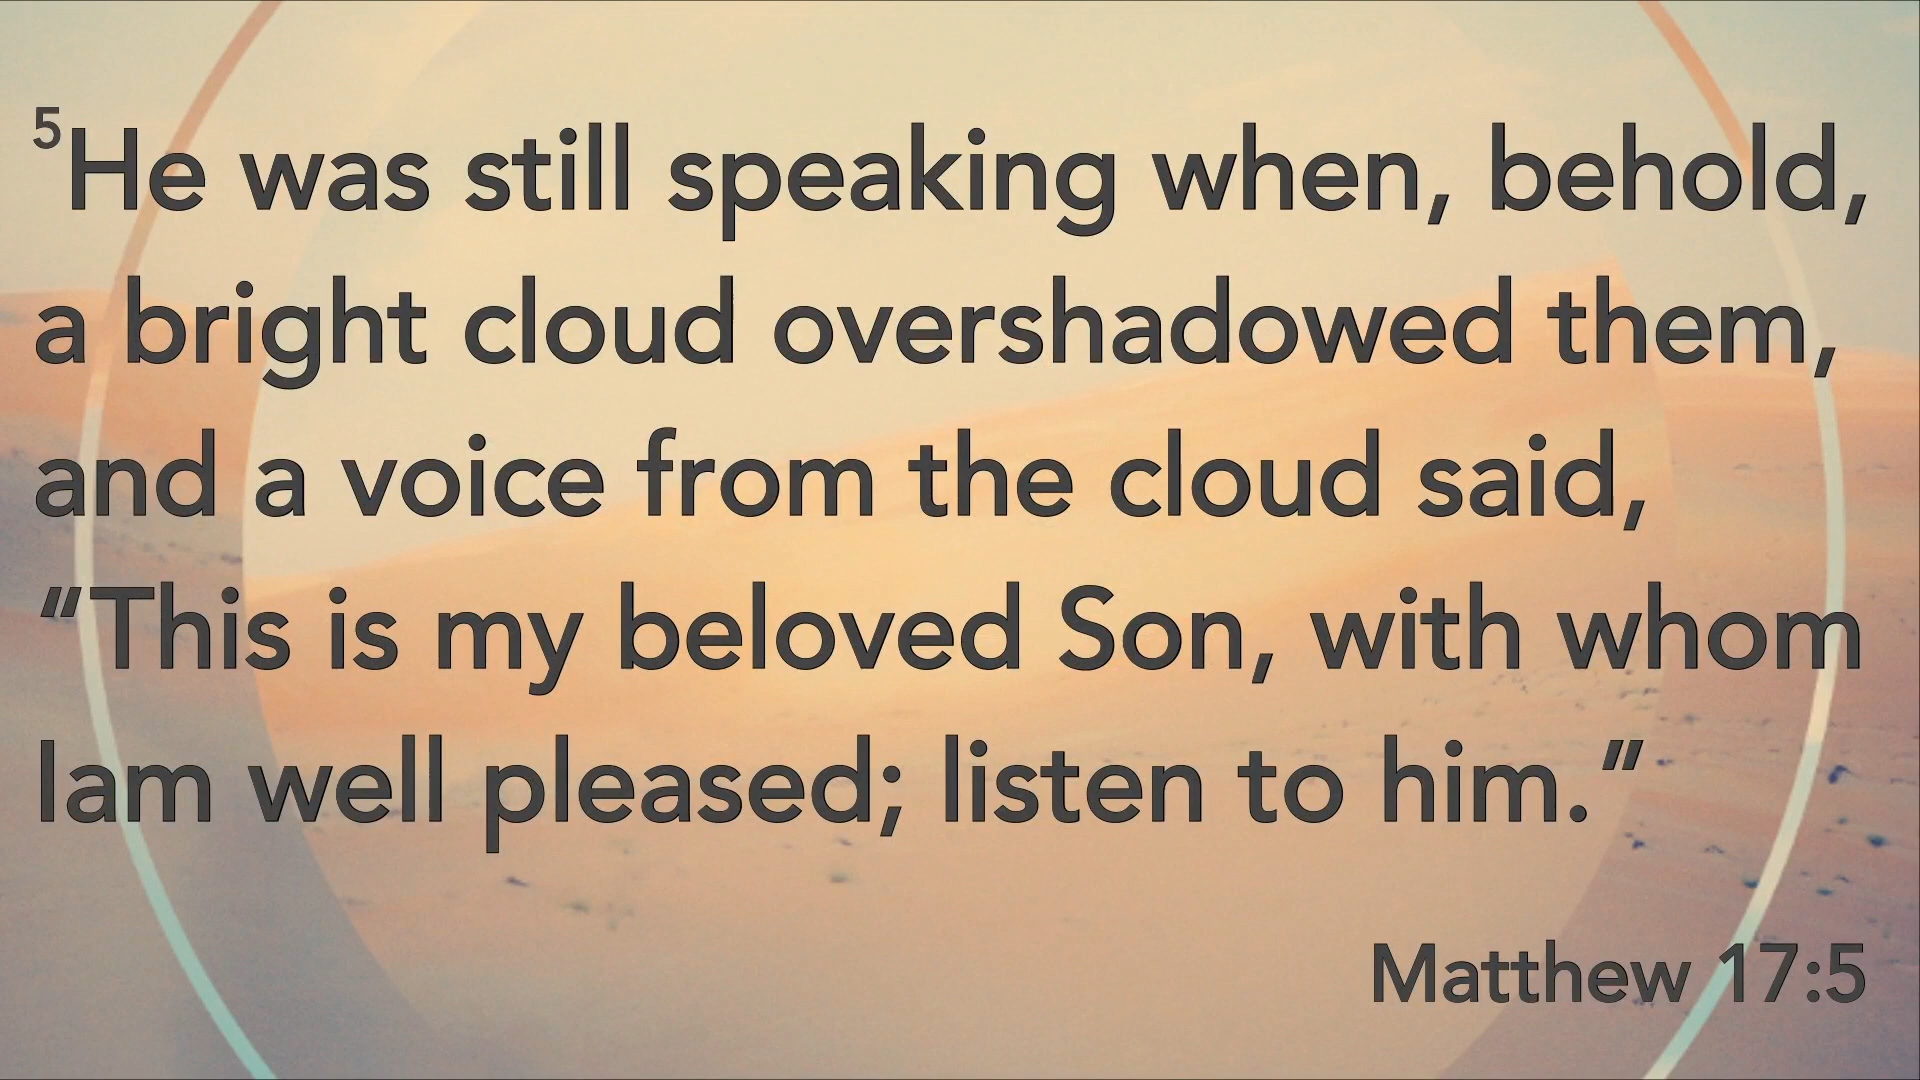 ⁵He was still speaking when, behold,
a bright cloud overshadowed them,
and a voice from the cloud said,
“This is my beloved Son, with whom
Iam well pleased; listen to him.”
Matthew 17:5